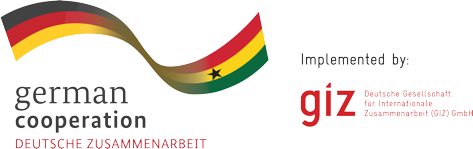 german
cooperation
DEUTSCHE ZUSAMMENARBEIT
Implemented by:
giz
Deutsche Gesellschaft
für Internationale
Zusammenarbeit (GIZ) GmbH